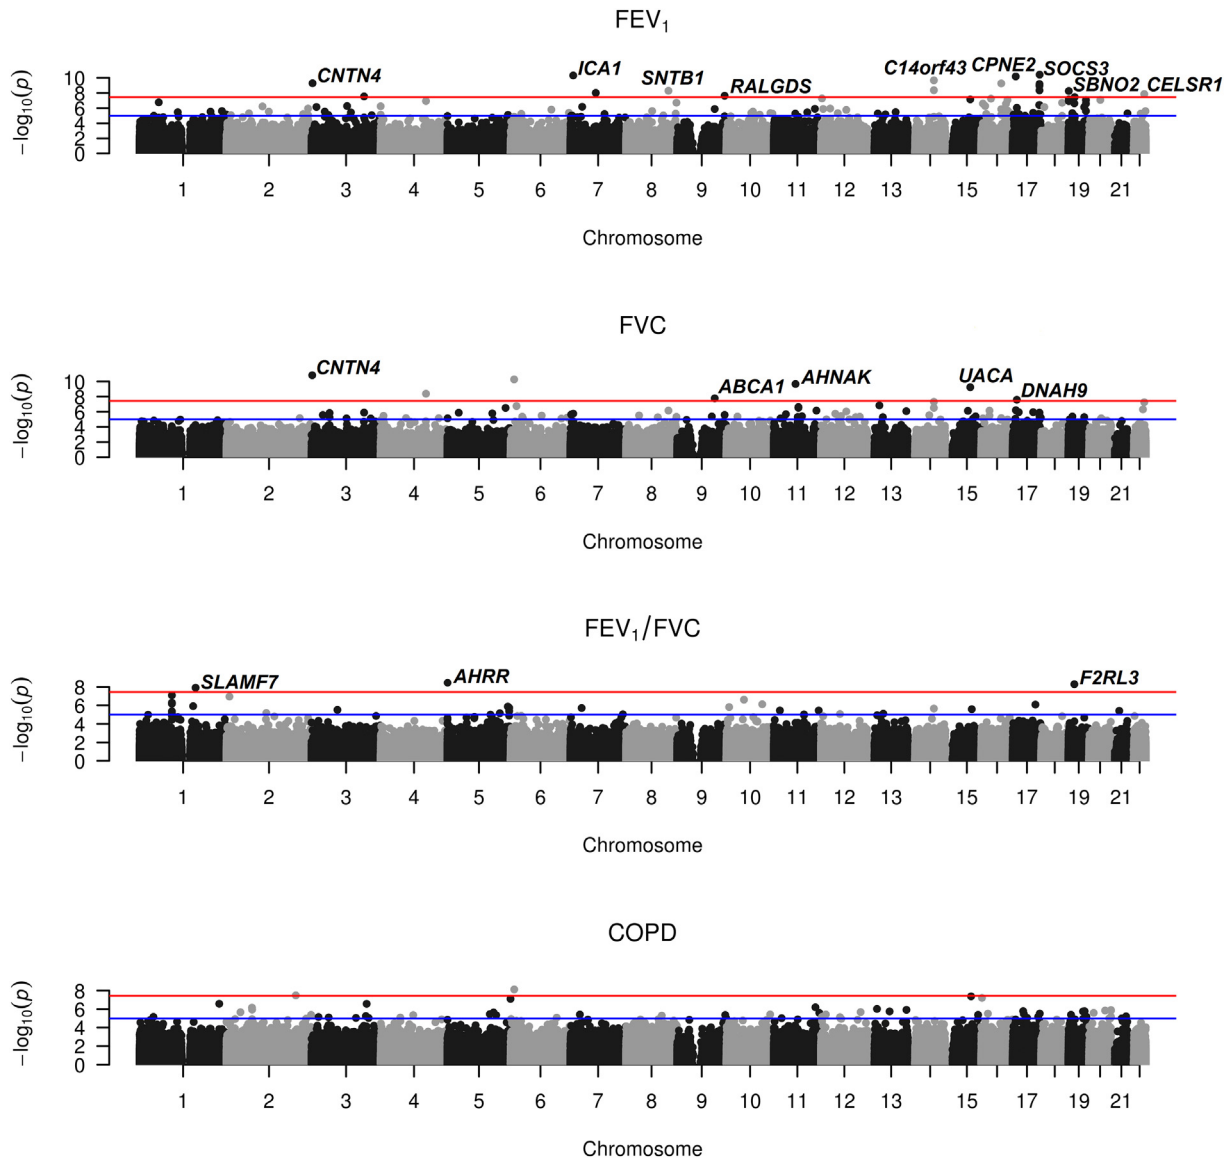 FEV1
−log10(p)
0 2 4 6 8 10
CNTN4 ICA1 SNTB1 RALGDS C14orf43 CPNE2 SOCS3 SBNO2 CELSR1
1 2 3 4 5 6 7 8 9 10 11 12 13 15 17 19 21
Chromosome
FVC
−log10(p)
0 2 4 6 8 10
CNTN4 ABCA1 AHNAK UACA DNAH9
1 2 3 4 5 6 7 8 9 10 11 12 13 15 17 19 21
Chromosome
FEV1/FVC
−log10(p)
0 2 4 6 8
SLAMF7 AHRR F2RL3
1 2 3 4 5 6 7 8 9 10 11 12 13 15 17 19 21
Chromosome
COPD
−log10(p)
0 2 4 6 8
1 2 3 4 5 6 7 8 9 10 11 12 13 15 17 19 21
Chromosome